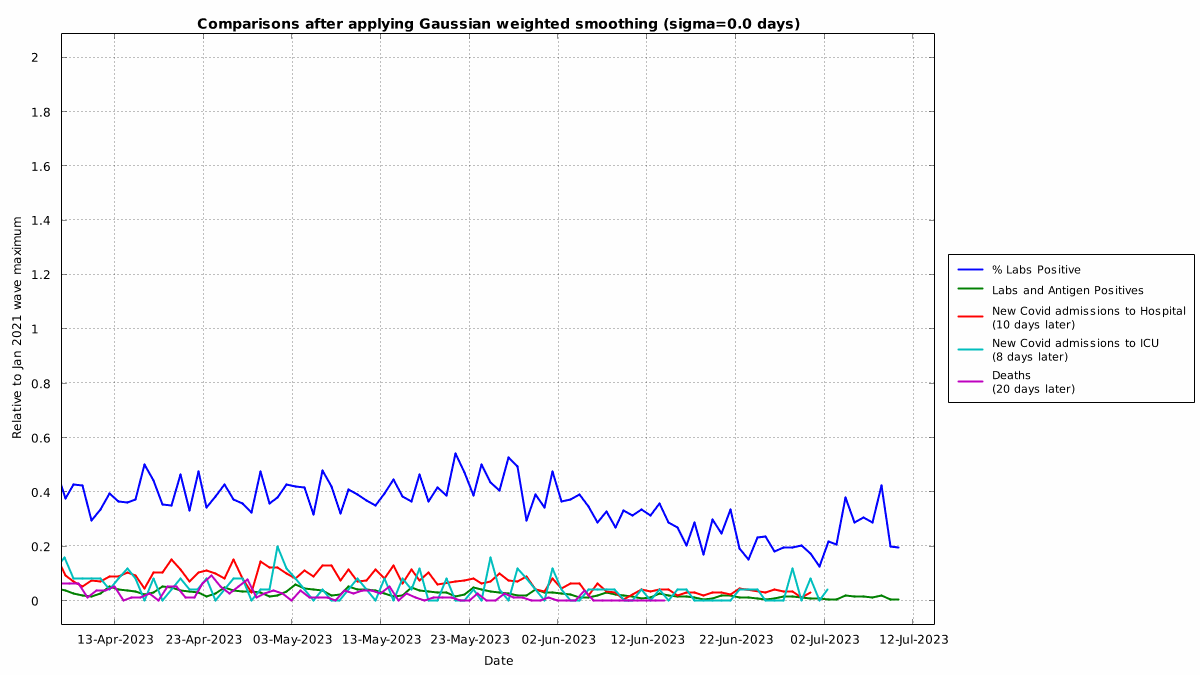 Comparisons after applying Gaussian weighted smoothing (sigma=0.0 days)
2
1.8
1.6
1.4
1.2
1
0.8
0.6
0.4
0.2
0
Relative to Jan 2021 wave maximum
13-Apr-2023 23-Apr-2023 03-May-2023 13-May-2023 23-May-2023 02-Jun-2023 12-Jun-2023 22-Jun-2023 02-Jul-2023 12-Jul-2023
Date
% Labs Positive
Labs and Antigen Positives
New Covid admissions to Hospital
(10 days later)
New Covid admissions to ICU
(8 days later)
Deaths
(20 days later)